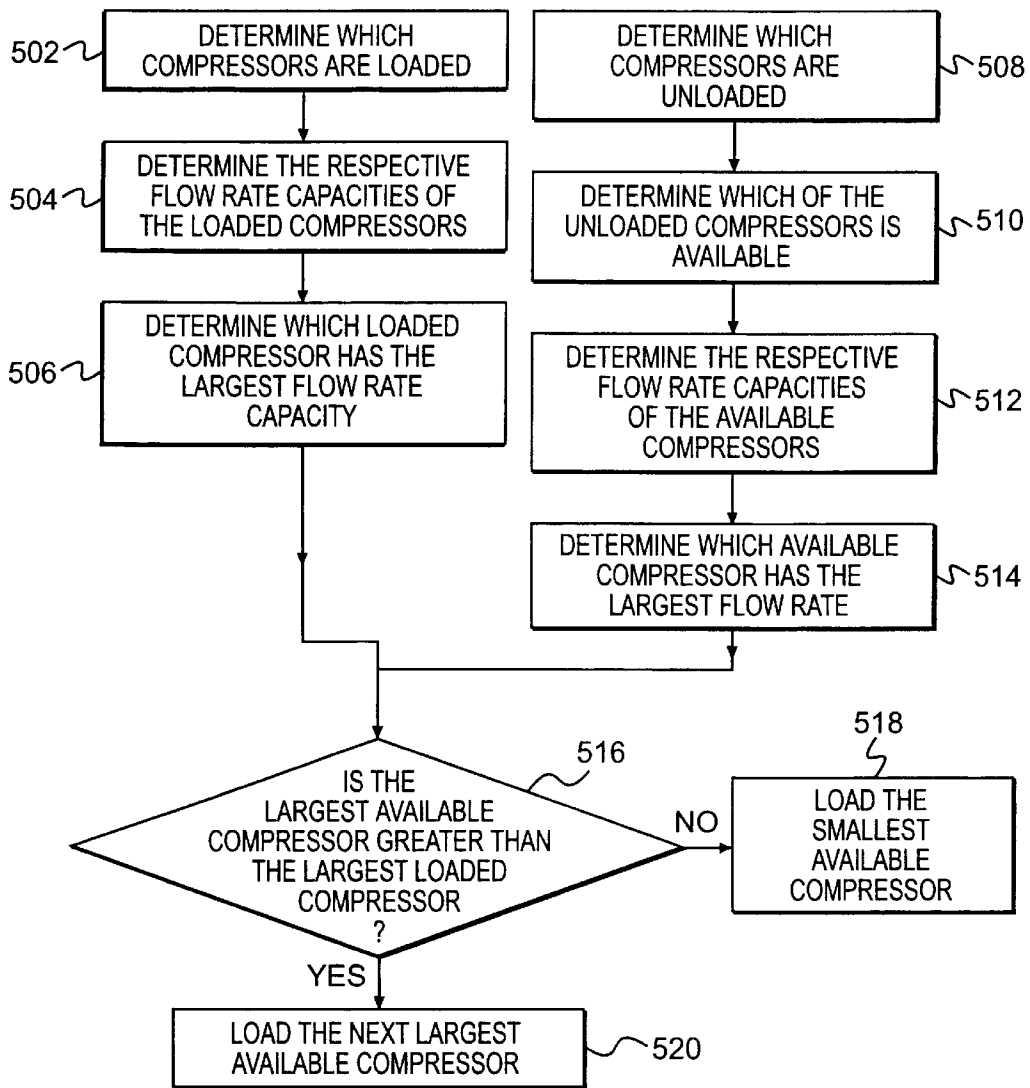 502
DETERMINE WHICH
COMPRESSORS ARE LOADED
504
DETERMINE THE RESPECTIVE
FLOW RATE CAPACITIES OF
THE LOADED COMPRESSORS
506
DETERMINE WHICH LOADED
COMPRESSOR HAS THE
LARGEST FLOW RATE
CAPACITY
DETERMINE WHICH
COMPRESSORS ARE
UNLOADED
508
DETERMINE WHICH OF THE
UNLOADED COMPRESSORS IS
AVAILABLE
510
DETERMINE THE RESPECTIVE
FLOW RATE CAPACITIES
OF THE AVAILABLE
COMPRESSORS
512
DETERMINE WHICH AVAILABLE
COMPRESSOR HAS THE
LARGEST FLOW RATE
514
516
IS THE
LARGEST AVAILABLE
COMPRESSOR GREATER THAN
THE LARGEST LOADED
COMPRESSOR
?
NO
518
LOAD THE
SMALLEST
AVAILABLE
COMPRESSOR
YES
LOAD THE NEXT LARGEST
AVAILABLE COMPRESSOR
520